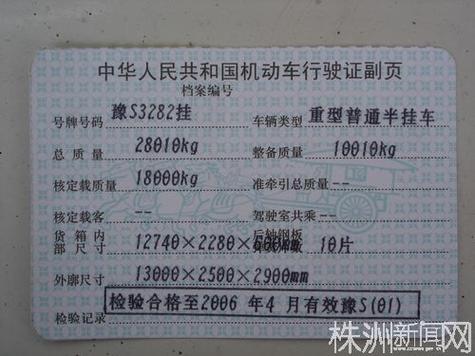 中华人民共和国机动车行驶证副页
档案编号
号牌号码 豫S3282挂 车辆类型 重型普通半挂车
总质量 28010kg 整备质量 10010kg
核定载质量 18000kg 准牵引总质量 --
核定载客 -- 驾驶室共乘 --
货箱内部尺寸 12740×2280×600mm 后轴钢板 10片
外廓尺寸 13000×2500×2900mm
检验记录 检验合格至2006 年4 月有效豫S(01)
株洲新闻网